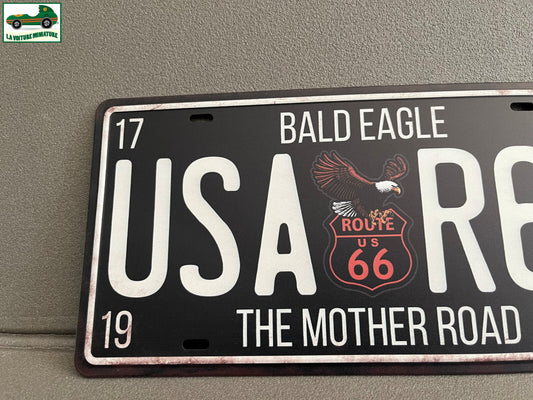 LA VOITURE MINIATURE
17
BALD EAGLE
USA R6
ROUTE
US
66
19
THE MOTHER ROAD